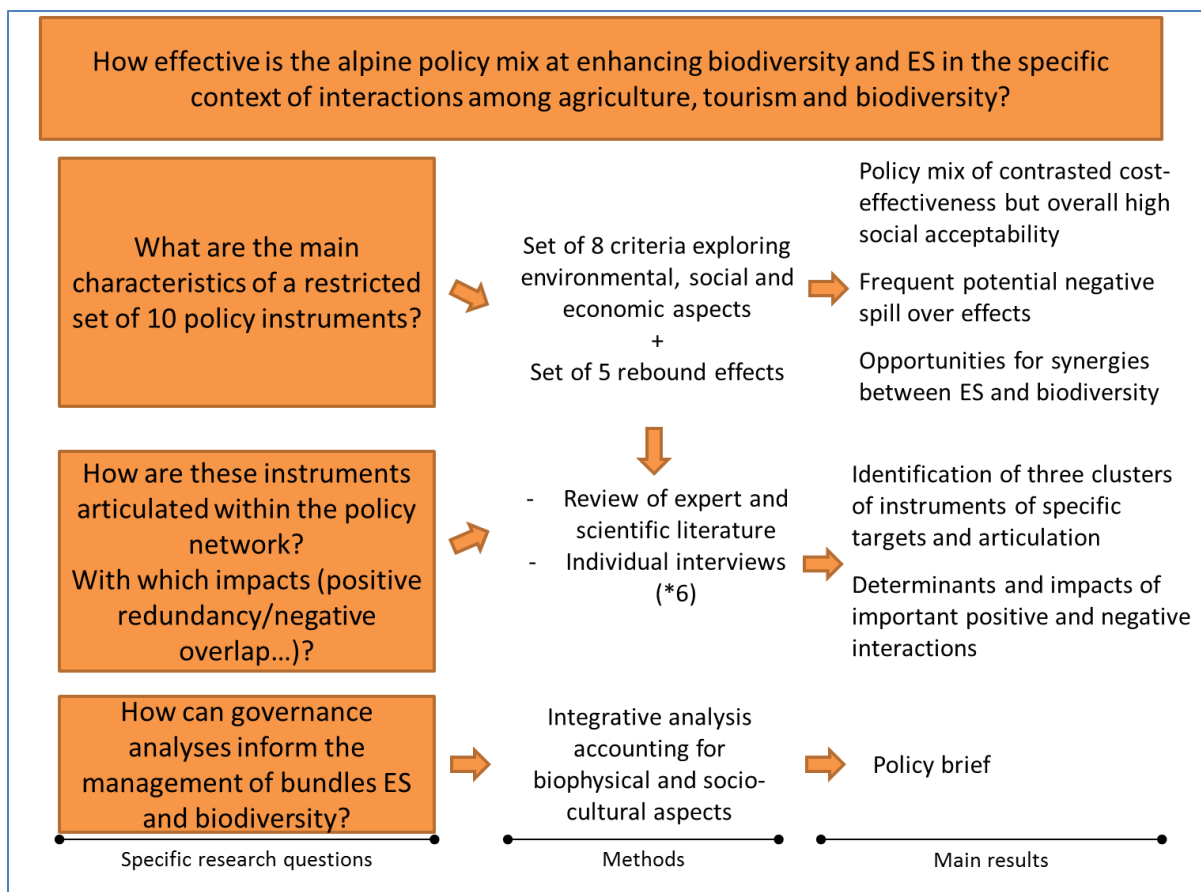 How effective is the alpine policy mix at enhancing biodiversity and ES in the specific
context of interactions among agriculture, tourism and biodiversity?
What are the main
characteristics of a restricted
set of 10 policy instruments?
Set of 8 criteria exploring
environmental, social and
economic aspects
+
Set of 5 rebound effects
Policy mix of contrasted cost-
effectiveness but overall high
social acceptability
Frequent potential negative
spill over effects
Opportunities for synergies
between ES and biodiversity
How are these instruments
articulated within the policy
network?
With which impacts (positive
redundancy/negative
overlap...)?
- Review of expert and
scientific literature
- Individual interviews
(*6)
Identification of three clusters
of instruments of specific
targets and articulation
Determinants and impacts of
important positive and negative
interactions
How can governance
analyses inform the
management of bundles ES
and biodiversity?
Integrative analysis
accounting for
biophysical and socio-
cultural aspects
Policy brief
Specific research questions
Methods
Main results